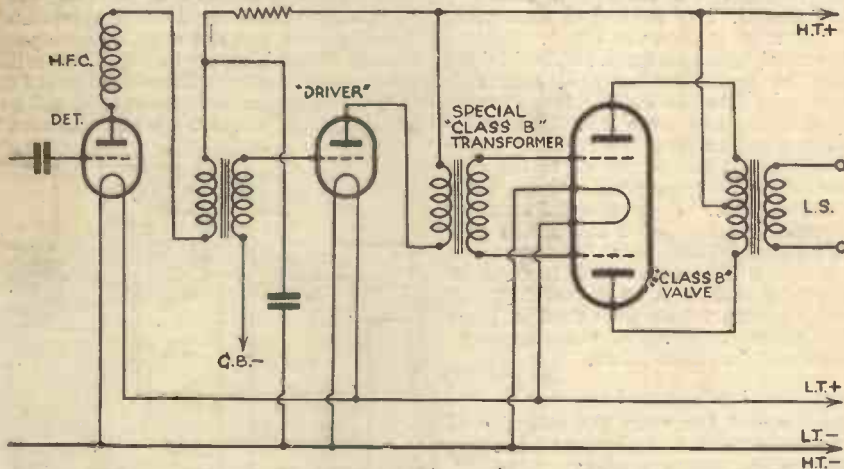 H.T.+
H.F.C.
"DRIVER"
DET.
SPECIAL
"CLASS B"
TRANSFORMER
L.S.
"CLASS B"
VALVE
G.B.-
L.T.+
L.T.-
H.T.-